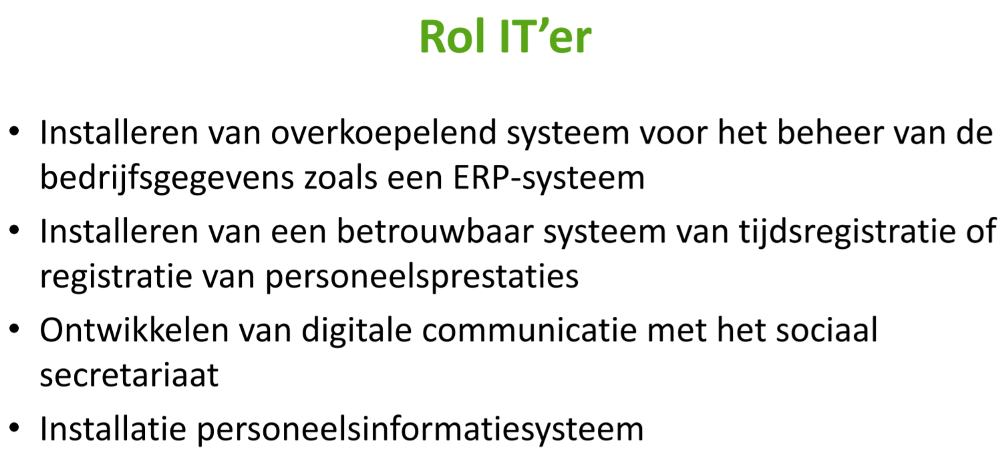 Rol IT’er
• Installeren van overkoepelend systeem voor het beheer van de
bedrijfsgegevens zoals een ERP-systeem
• Installeren van een betrouwbaar systeem van tijdsregistratie of
registratie van personeelsprestaties
• Ontwikkelen van digitale communicatie met het sociaal
secretariaat
• Installatie personeelsinformatiesysteem